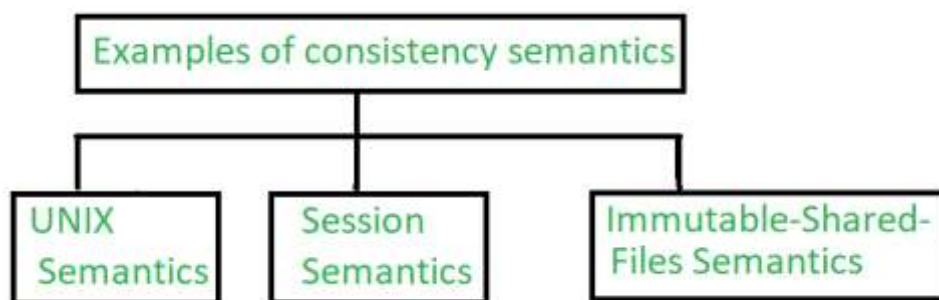 Examples of consistency semantics
UNIX
Semantics
Session
Semantics
Immutable-Shared-
Files Semantics